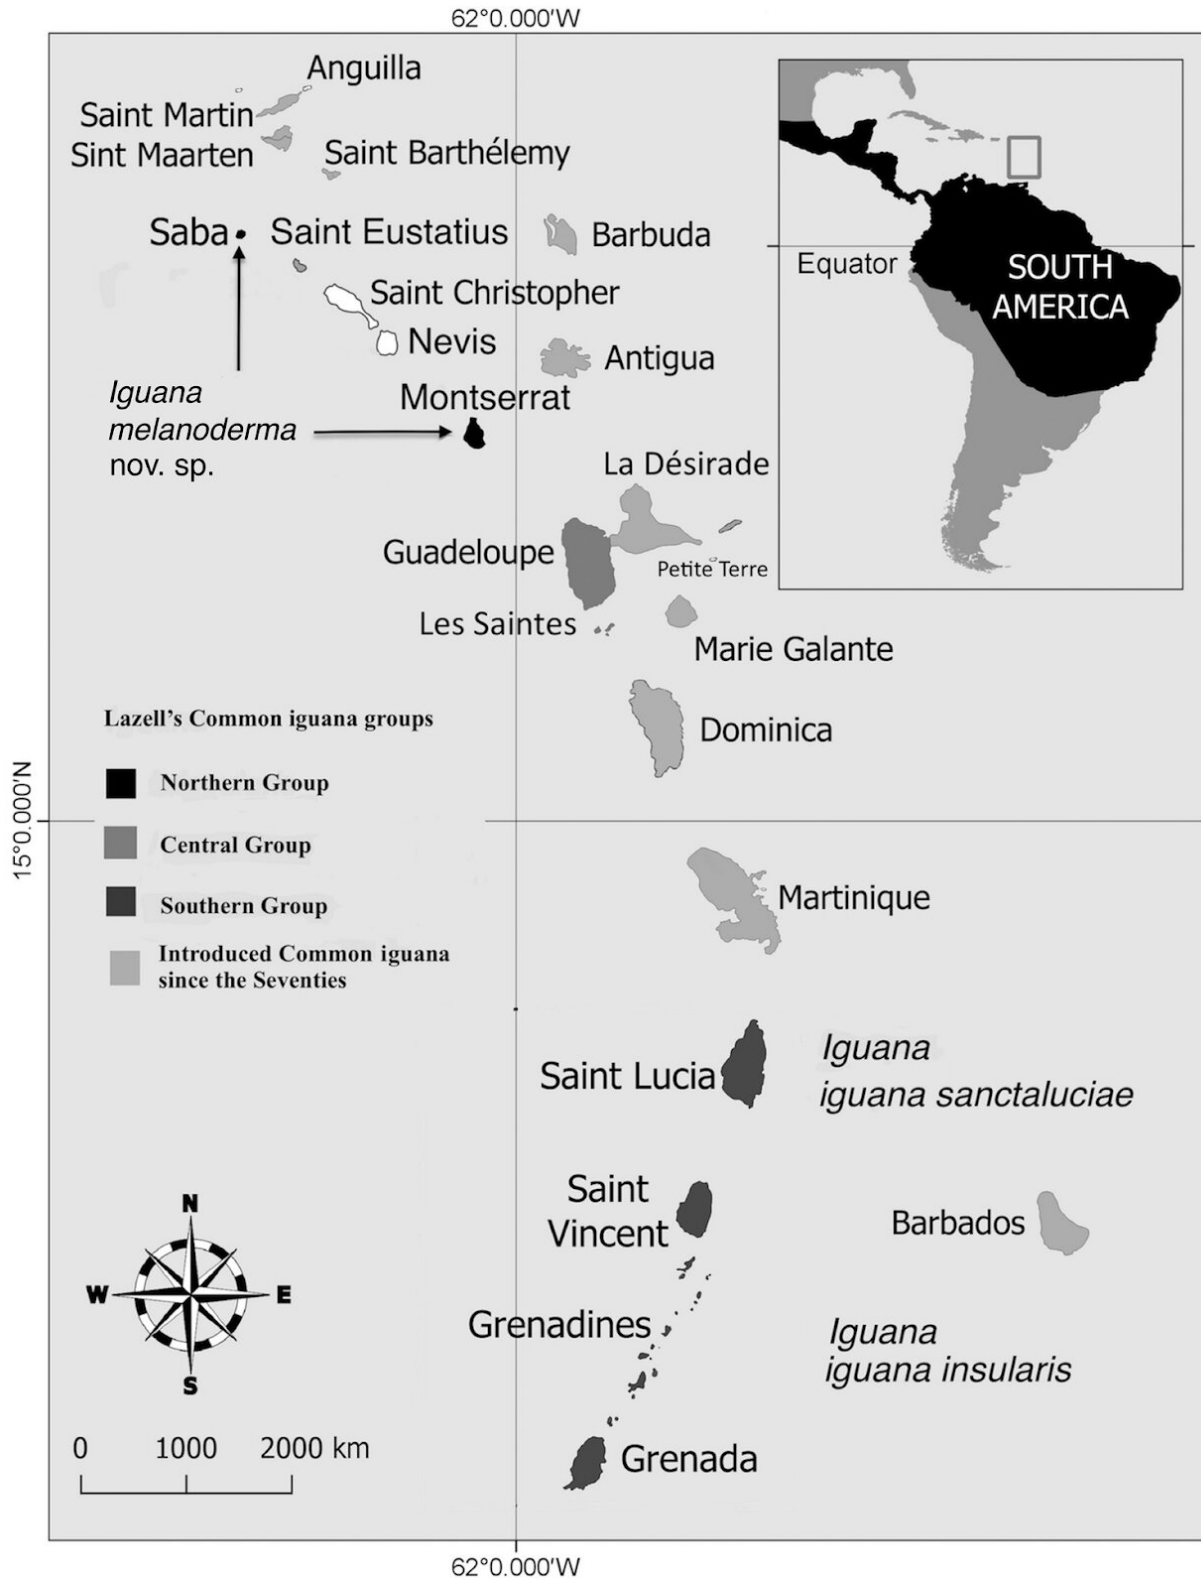 62°0.000'W
Anguilla
Saint Martin
Sint Maarten
Saint Barthélemy
Saba
Saint Eustatius
Barbuda
Saint Christopher
Nevis
Antigua
Iguana
melanoderma
nov. sp.
Montserrat
La Désirade
Guadeloupe
Petite Terre
Les Saintes
Marie Galante
Dominica
Equator
SOUTH
AMERICA
Lazell's Common iguana groups
Northern Group
Central Group
Southern Group
Introduced Common iguana
since the Seventies
15°0.000'N
Martinique
Saint Lucia
Iguana
iguana sanctaluciae
Saint
Vincent
Barbados
Grenadines
Iguana
iguana insularis
Grenada
N
W
E
S
0 1000 2000 km
62°0.000'W